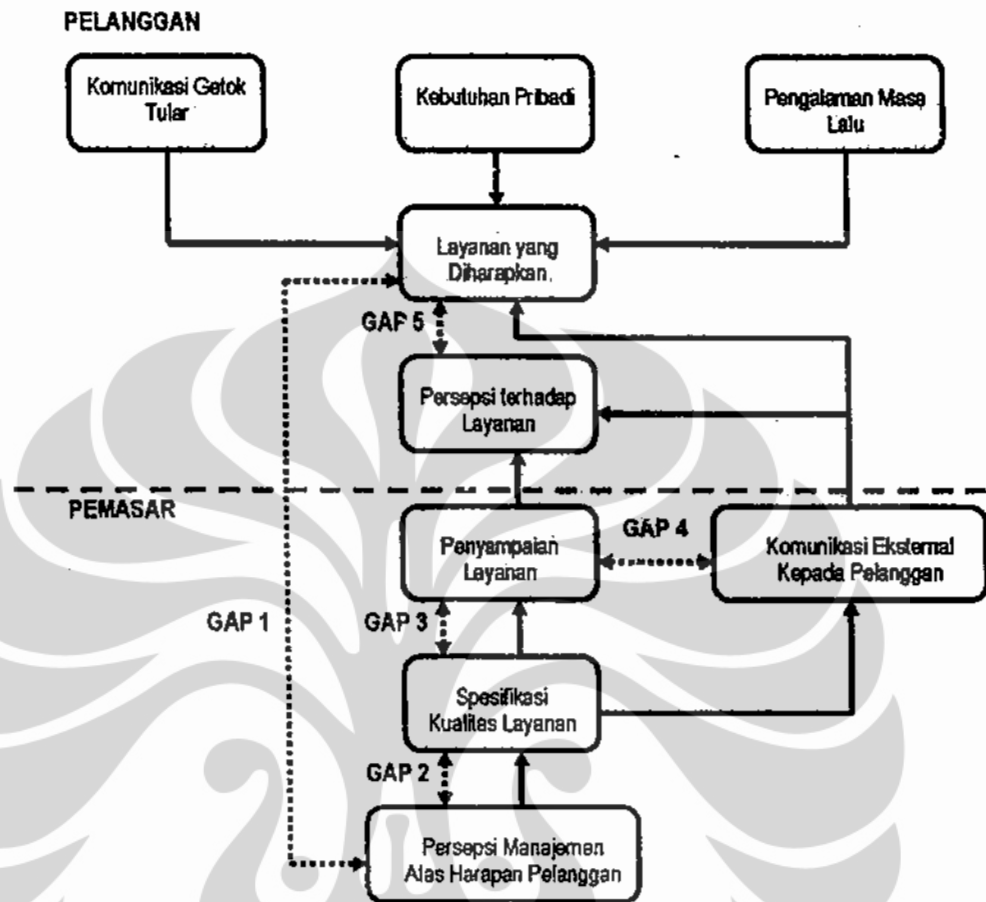 PELANGGAN
Komunikasi Getok
Tular
Kebutuhan Pribadi
Pengalaman Masa
Lalu
Layanan yang
Diharapkan
GAP 5
Persepsi terhadap
Layanan
PEMASAR
Penyampaian
Layanan
GAP 4
Komunikasi Eksternal
Kepada Pelanggan
GAP 1
GAP 3
Spesifikasi
Kualitas Layanan
GAP 2
Persepsi Manajemen
Atas Harapan Pelanggan